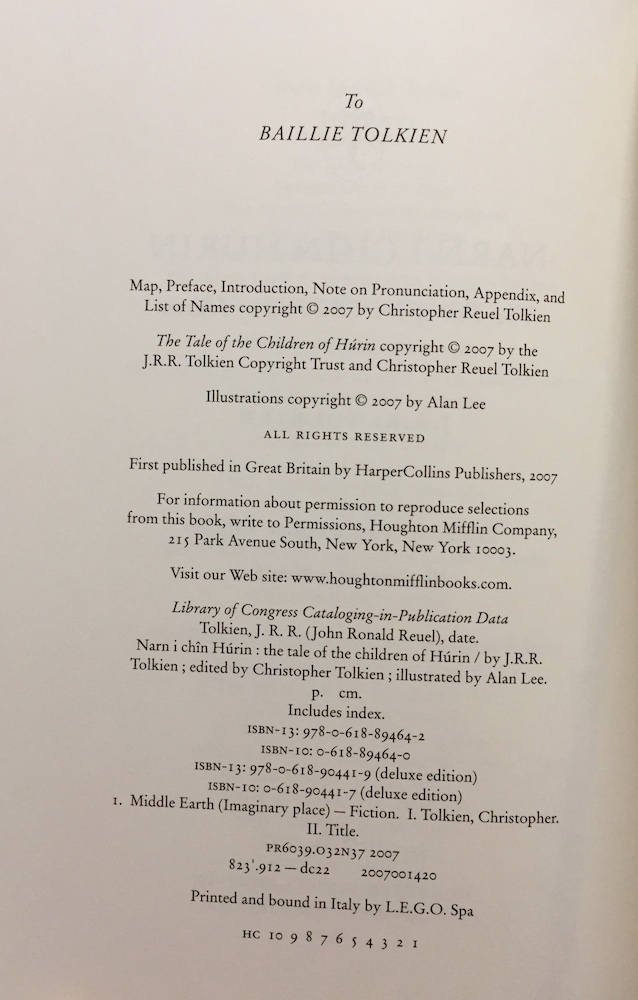 To
BAILLIE TOLKIEN
Map, Preface, Introduction, Note on Pronunciation, Appendix, and
List of Names copyright © 2007 by Christopher Reuel Tolkien
The Tale of the Children of Húrin copyright © 2007 by the
J.R.R. Tolkien Copyright Trust and Christopher Reuel Tolkien
Illustrations copyright © 2007 by Alan Lee
ALL RIGHTS RESERVED
First published in Great Britain by HarperCollins Publishers, 2007
For information about permission to reproduce selections
from this book, write to Permissions, Houghton Mifflin Company,
215 Park Avenue South, New York, New York 10003.
Visit our Web site: www.houghtonmifflinbooks.com.
Library of Congress Cataloging-in-Publication Data
Tolkien, J. R. R. (John Ronald Reuel), date.
Narn i chîn Húrin : the tale of the children of Húrin / by J.R.R.
Tolkien ; edited by Christopher Tolkien ; illustrated by Alan Lee.
p. cm.
Includes index.
ISBN-13: 978-0-618-89464-2
ISBN-10: 0-618-89464-0
ISBN-13: 978-0-618-90441-9 (deluxe edition)
ISBN-10: 0-618-90441-7 (deluxe edition)
1. Middle Earth (Imaginary place) — Fiction. I. Tolkien, Christopher.
II. Title.
PR6039.O32N37 2007
823'.912 — dc22 2007001420
Printed and bound in Italy by L.E.G.O. Spa
HC 10 9 8 7 6 5 4 3 2 1